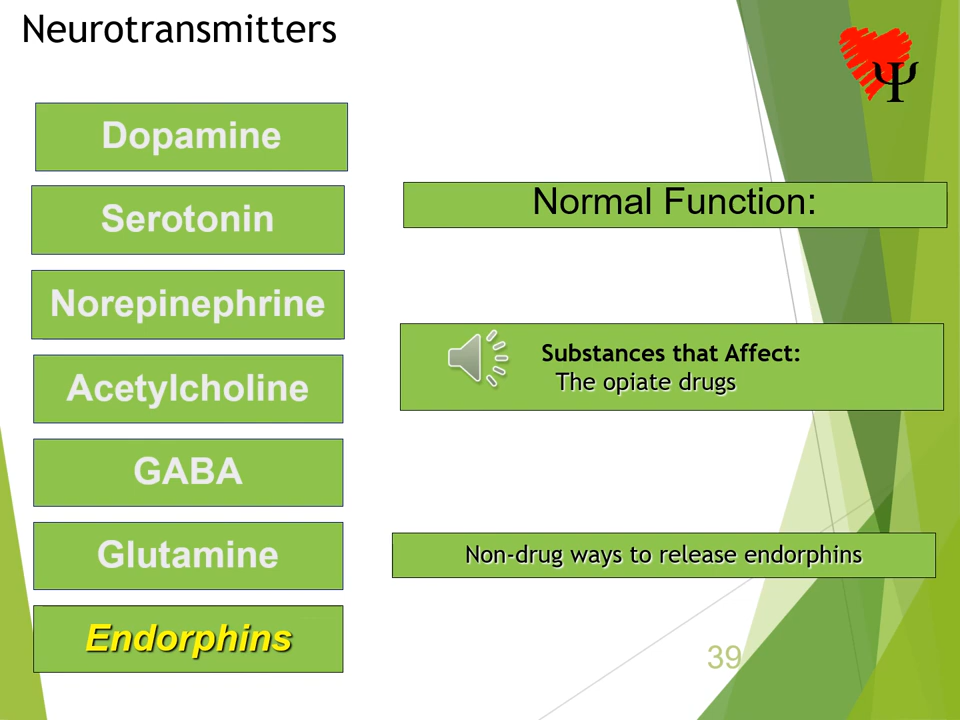 Neurotransmitters
Ψ
Dopamine
Serotonin
Norepinephrine
Acetylcholine
GABA
Glutamine
Endorphins
Normal Function:
Substances that Affect:
The opiate drugs
Non-drug ways to release endorphins
39